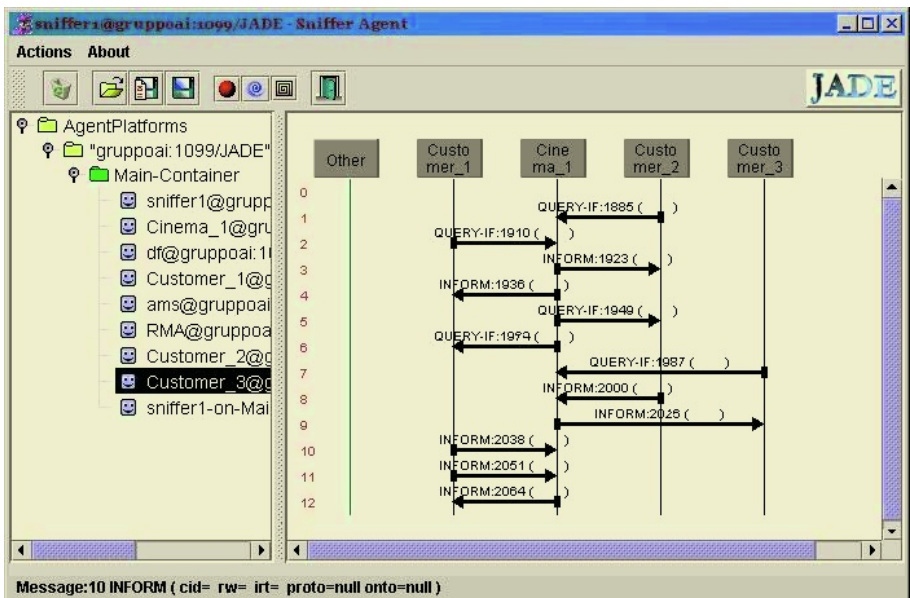 sniffer1@gruppoai:1099/JADE - Sniffer Agent
Actions About
JADE
AgentPlatforms
"gruppoai:1099/JADE"
Main-Container
sniffer1@grupp
Cinema_1@gru
df@gruppoai:10
Customer_1@g
ams@gruppoai
RMA@gruppoa
Customer_2@g
Customer_3@g
sniffer1-on-Mai
Other
Custo
mer_1
Cine
ma_1
Custo
mer_2
Custo
mer_3
0
QUERY-IF:1885 ( )
1
QUERY-IF:1910 ( )
2
INFORM:1923 ( )
3
INFORM:1936 ( )
4
QUERY-IF:1949 ( )
5
QUERY-IF:1974 ( )
6
QUERY-IF:1987 ( )
7
INFORM:2000 ( )
8
INFORM:2025 ( )
9
INFORM:2038 ( )
10
INFORM:2051 ( )
11
INFORM:2064 ( )
12
Message:10 INFORM ( cid= rw= irt= proto=null onto=null )